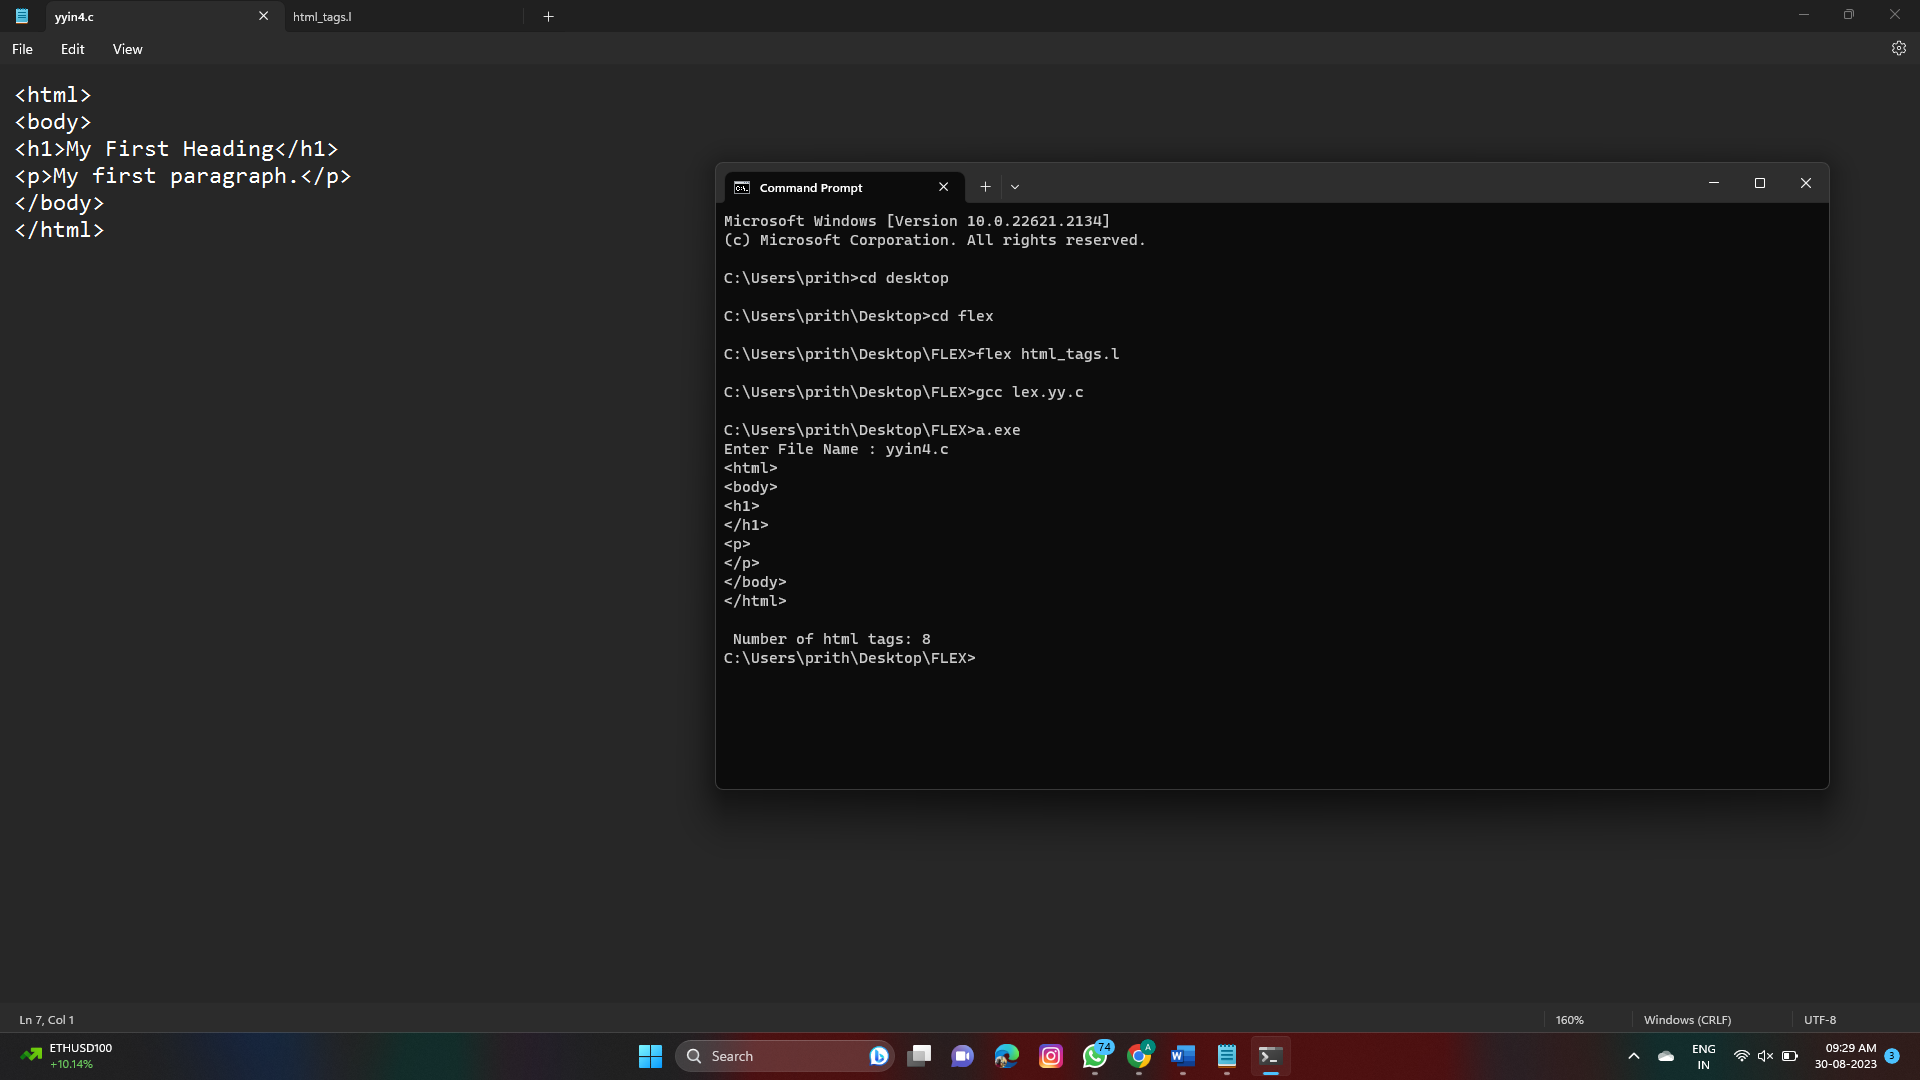 yyin4.c
html_tags.l
File Edit View
<html>
<body>
<h1>My First Heading</h1>
<p>My first paragraph.</p>
</body>
</html>
Command Prompt
Microsoft Windows [Version 10.0.22621.2134]
(c) Microsoft Corporation. All rights reserved.
C:\Users\prith>cd desktop
C:\Users\prith\Desktop>cd flex
C:\Users\prith\Desktop\FLEX>flex html_tags.l
C:\Users\prith\Desktop\FLEX>gcc lex.yy.c
C:\Users\prith\Desktop\FLEX>a.exe
Enter File Name : yyin4.c
<html>
<body>
<h1>
</h1>
<p>
</p>
</body>
</html>
Number of html tags: 8
C:\Users\prith\Desktop\FLEX>
Ln 7, Col 1
160%
Windows (CRLF)
UTF-8
ETHUSD100
+10.14%
Search
74
A
ENG
IN
09:29 AM
30-08-2023
3